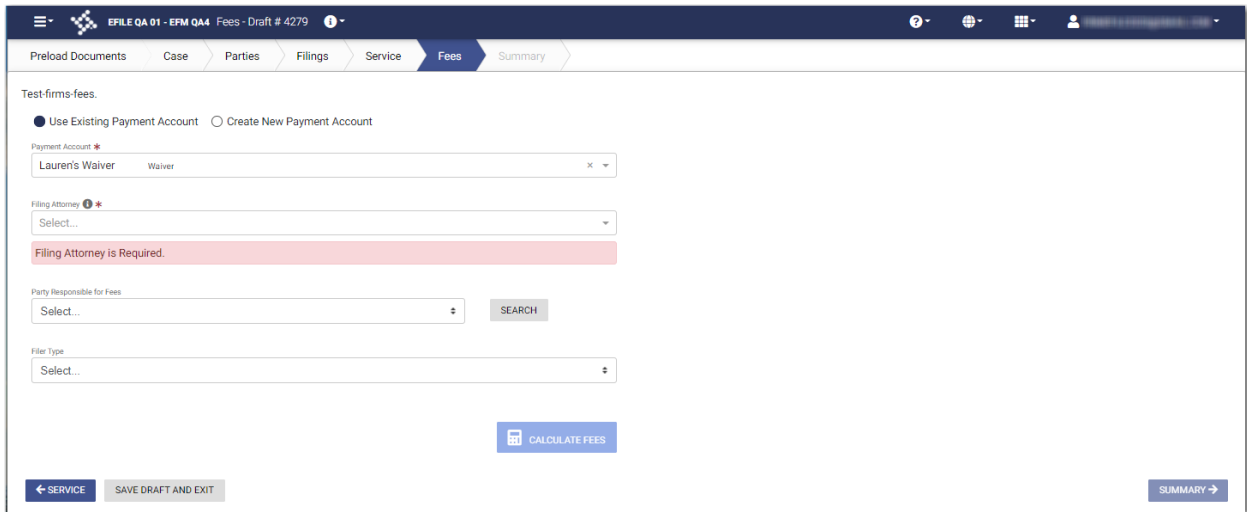 EFILE QA 01 - EFM QA4 Fees - Draft # 4279
Preload Documents Case Parties Filings Service Fees Summary
Test-firms-fees.
Use Existing Payment Account Create New Payment Account
Payment Account *
Lauren's Waiver Waiver
Filing Attorney *
Select...
Filing Attorney is Required.
Party Responsible for Fees
Select... SEARCH
Filer Type
Select...
CALCULATE FEES
SERVICE SAVE DRAFT AND EXIT SUMMARY